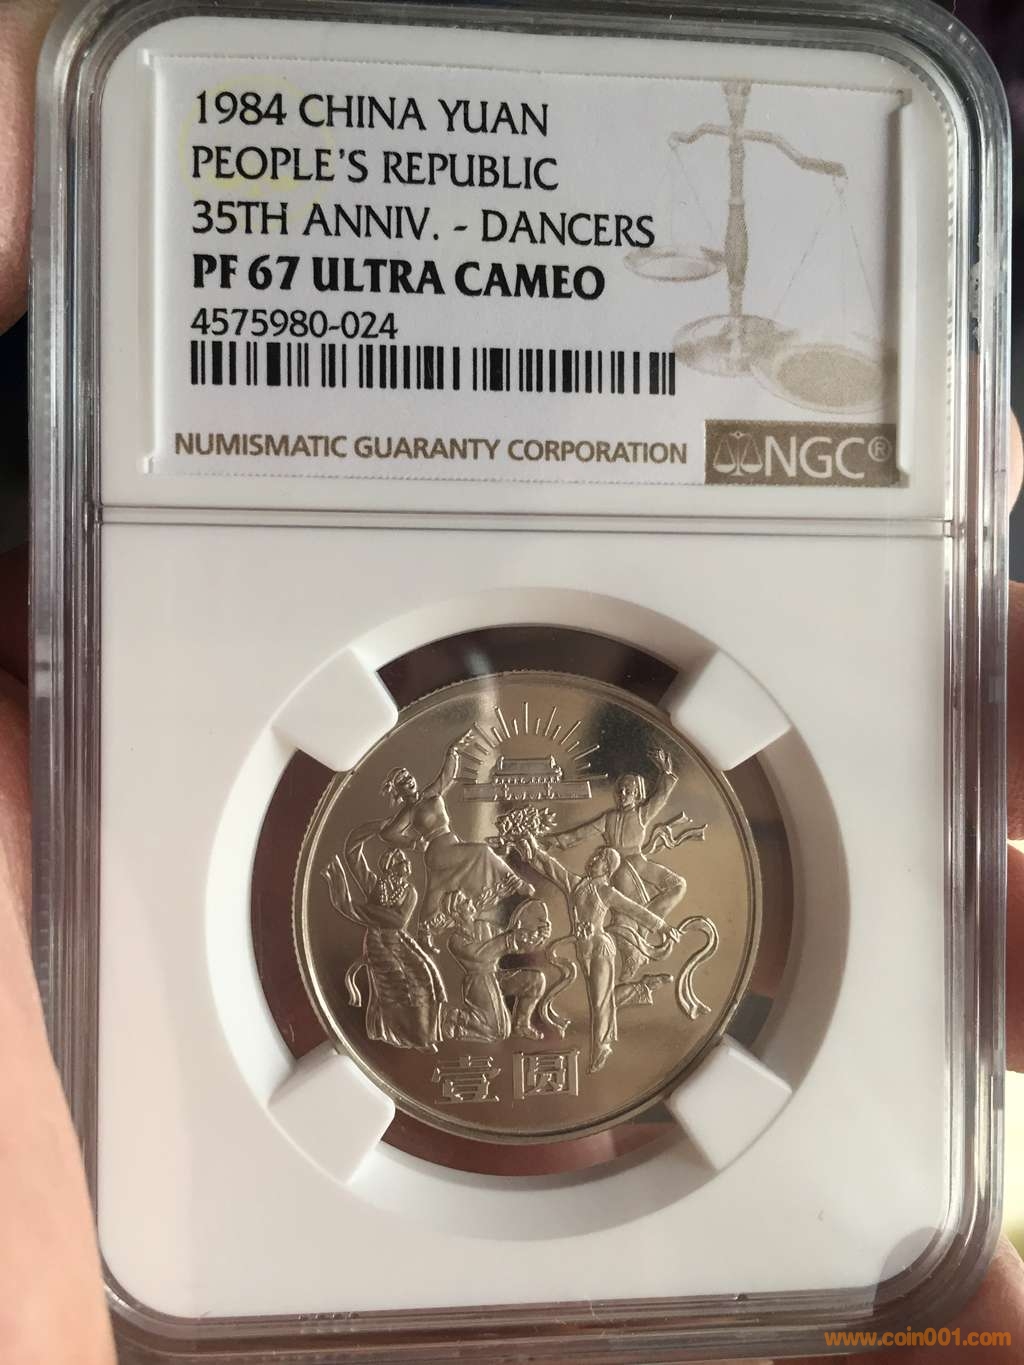 1984 CHINA YUAN
PEOPLE'S REPUBLIC
35TH ANNIV. - DANCERS
PF 67 ULTRA CAMEO
4575980-024
NUMISMATIC GUARANTY CORPORATION NGC®
壹圆
www.coin001.com